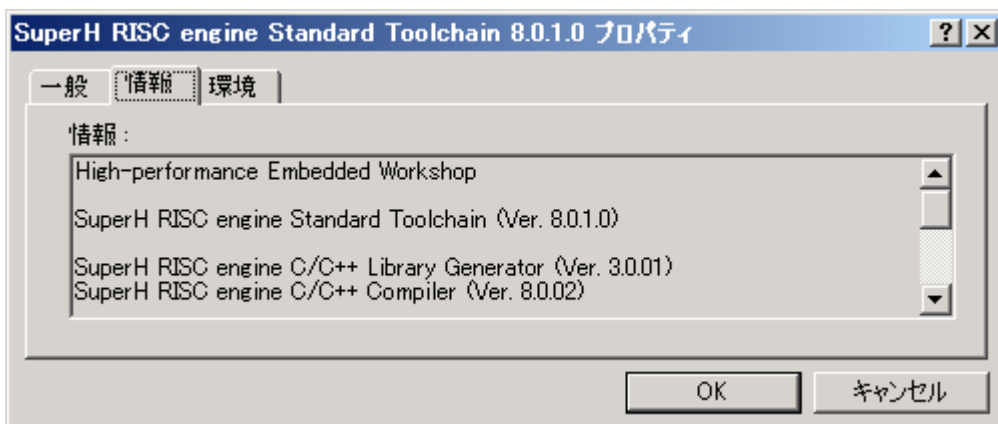 SuperH RISC engine Standard Toolchain 8.0.1.0 プロパティ
一般 情報 環境
情報 :
High-performance Embedded Workshop
SuperH RISC engine Standard Toolchain (Ver. 8.0.1.0)
SuperH RISC engine C/C++ Library Generator (Ver. 3.0.01)
SuperH RISC engine C/C++ Compiler (Ver. 8.0.02)
OK キャンセル